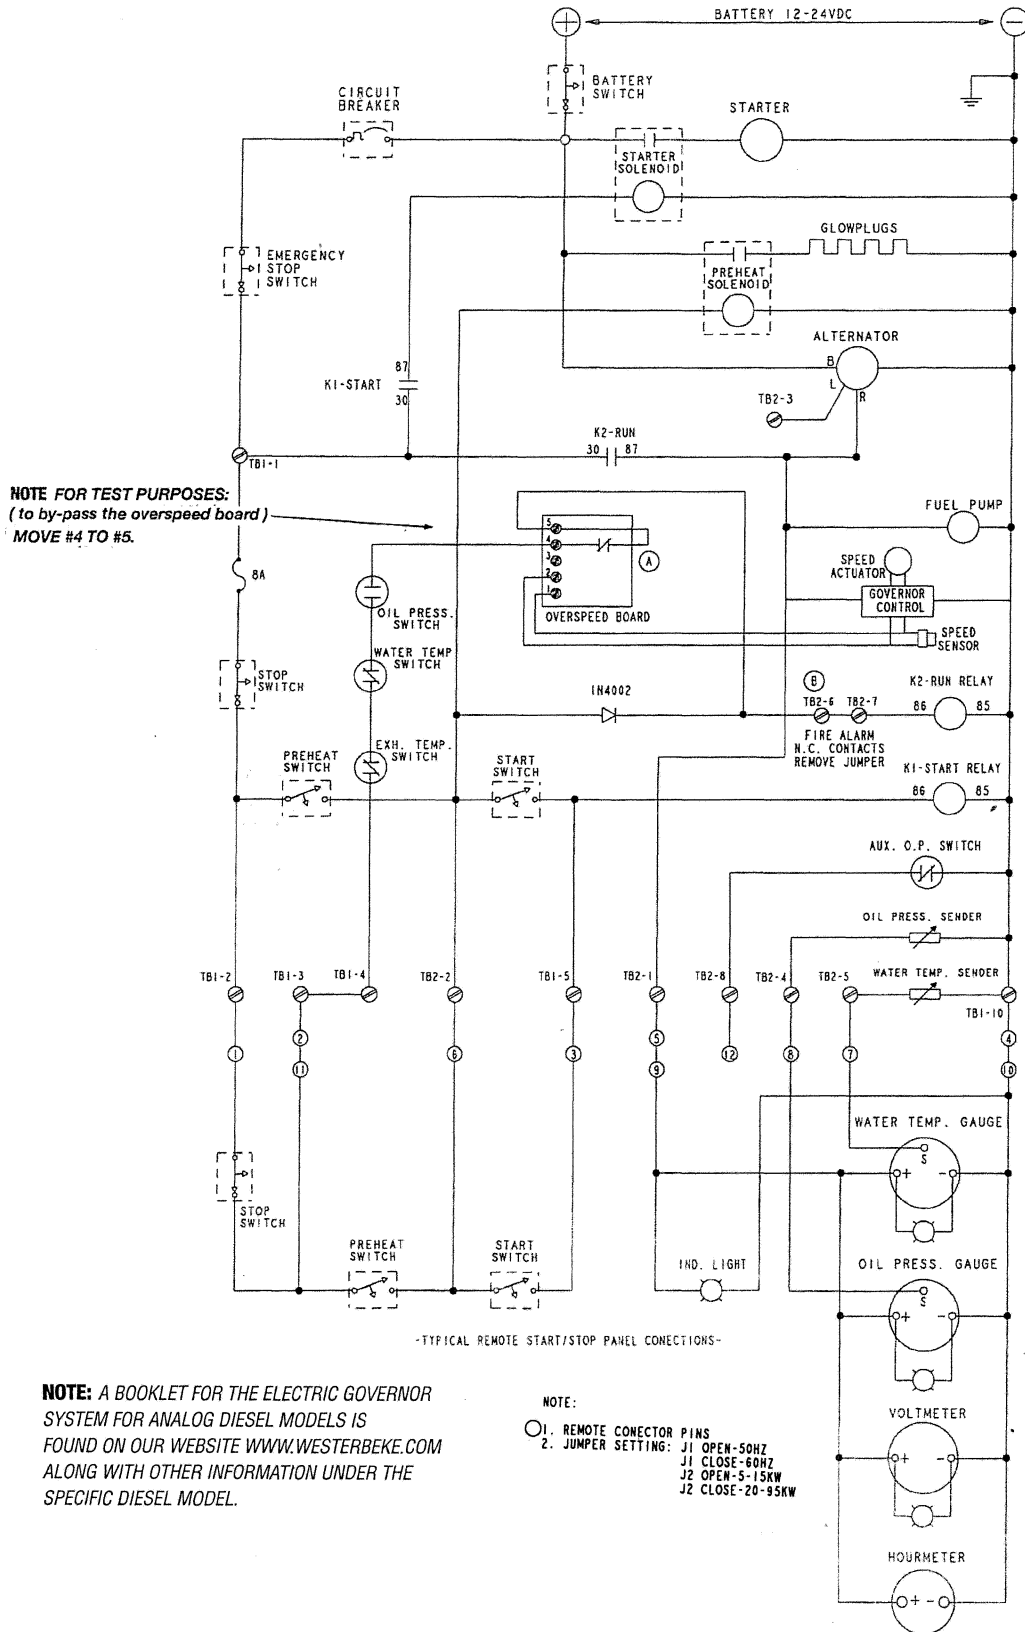 BATTERY 12-24VDC
+
-
BATTERY
SWITCH
CIRCUIT
BREAKER
STARTER
STARTER
SOLENOID
GLOWPLUGS
EMERGENCY
STOP
SWITCH
PREHEAT
SOLENOID
ALTERNATOR
B
L
R
87
K1-START
30
TB2-3
K2-RUN
30 87
TB1-1
NOTE FOR TEST PURPOSES:
( to by-pass the overspeed board )
MOVE #4 TO #5.
FUEL PUMP
5
4
3
2
1
A
8A
SPEED
ACTUATOR
GOVERNOR
CONTROL
OIL PRESS.
SWITCH
OVERSPEED BOARD
SPEED
SENSOR
WATER TEMP
SWITCH
STOP
SWITCH
1N4002
B
TB2-6 TB2-7
K2-RUN RELAY
86 85
FIRE ALARM
N.C. CONTACTS
REMOVE JUMPER
EXH. TEMP.
SWITCH
PREHEAT
SWITCH
START
SWITCH
K1-START RELAY
86 85
AUX. O.P. SWITCH
OIL PRESS. SENDER
TB1-2 TB1-3 TB1-4 TB2-2 TB1-5 TB2-1 TB2-8 TB2-4 TB2-5 WATER TEMP. SENDER
TB1-10
2 5 4
1 6 3 12 8 7
11 9 10
WATER TEMP. GAUGE
S
+ -
STOP
SWITCH
PREHEAT
SWITCH
START
SWITCH
IND. LIGHT
OIL PRESS. GAUGE
S
+ -
-TYPICAL REMOTE START/STOP PANEL CONECTIONS-
NOTE: A BOOKLET FOR THE ELECTRIC GOVERNOR
SYSTEM FOR ANALOG DIESEL MODELS IS
FOUND ON OUR WEBSITE WWW.WESTERBEKE.COM
ALONG WITH OTHER INFORMATION UNDER THE
SPECIFIC DIESEL MODEL.
NOTE:
1. REMOTE CONECTOR PINS
2. JUMPER SETTING: J1 OPEN-50HZ
J1 CLOSE-60HZ
J2 OPEN-5-15KW
J2 CLOSE-20-95KW
VOLTMETER
+ -
HOURMETER
+ -